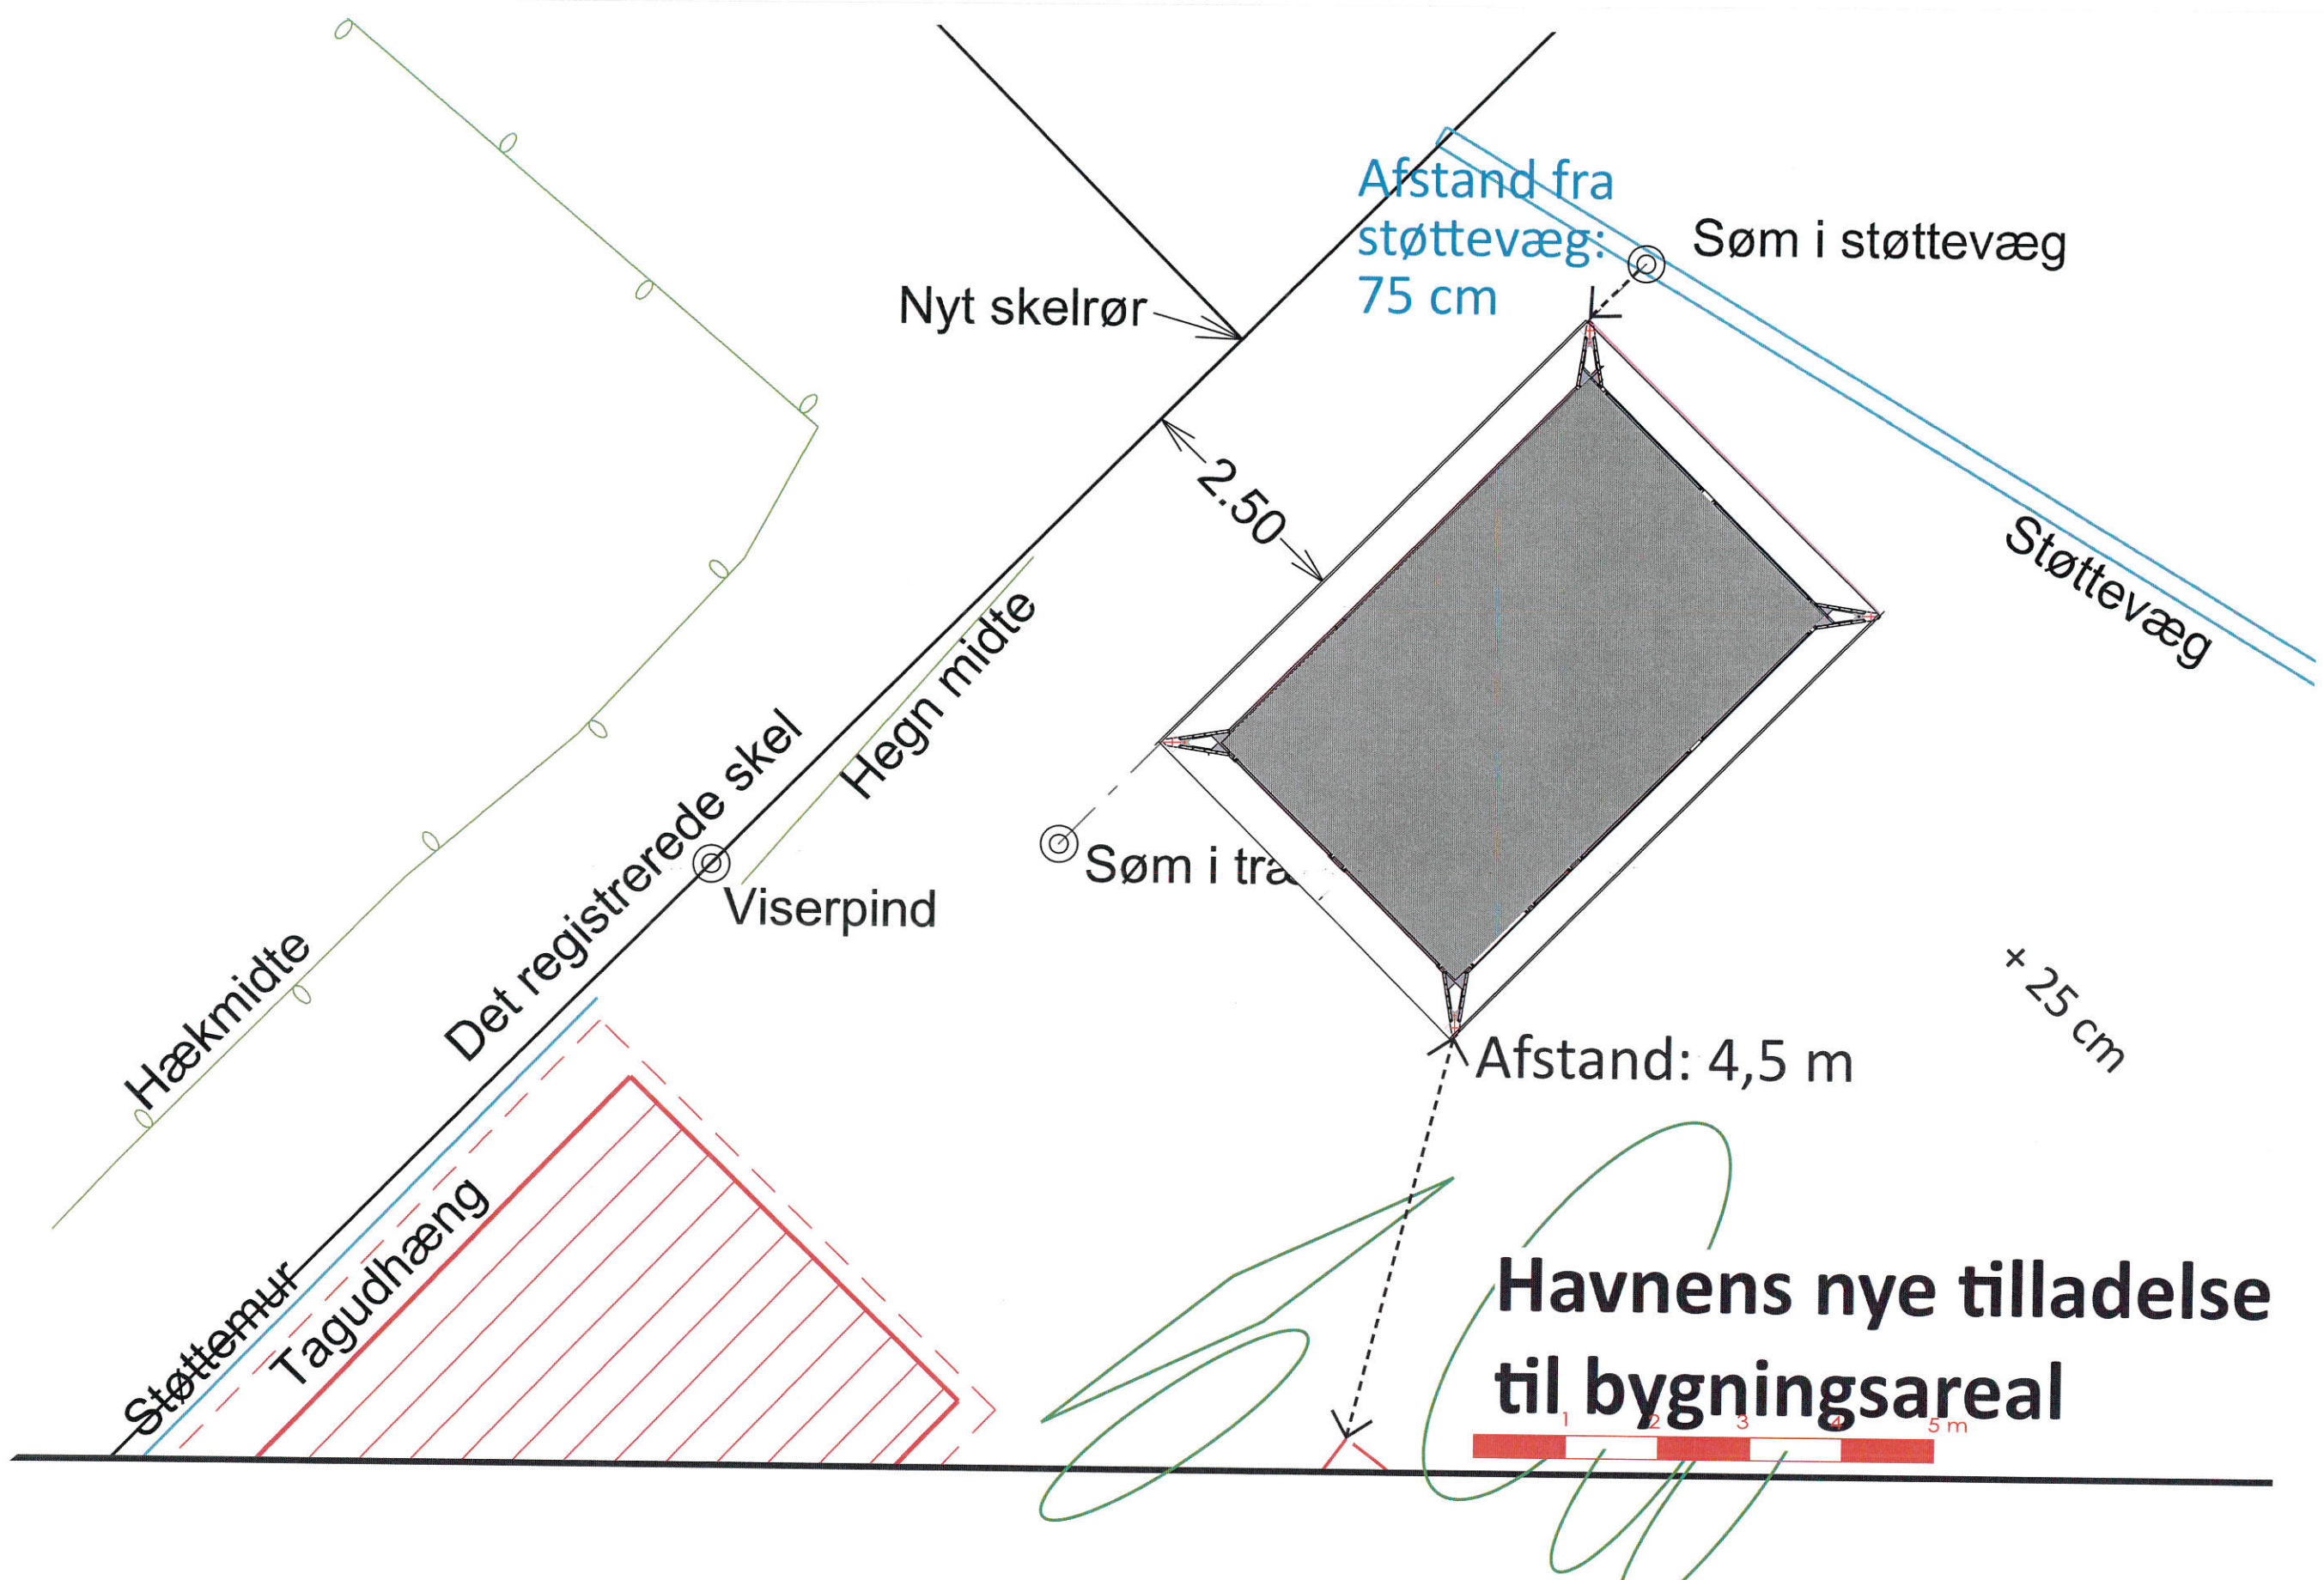 Afstand fra
støttevæg:
75 cm
Søm i støttevæg
Nyt skelrør
2.50
Støttevæg
Hegn midte
Det registrerede skel
Søm i
Viserpind
Hækmidte
+ 25 cm
Afstand: 4,5 m
Tagudhæng
Støttemur
Havnens nye tilladelse
til bygningsareal
1 2 3 4 5 m